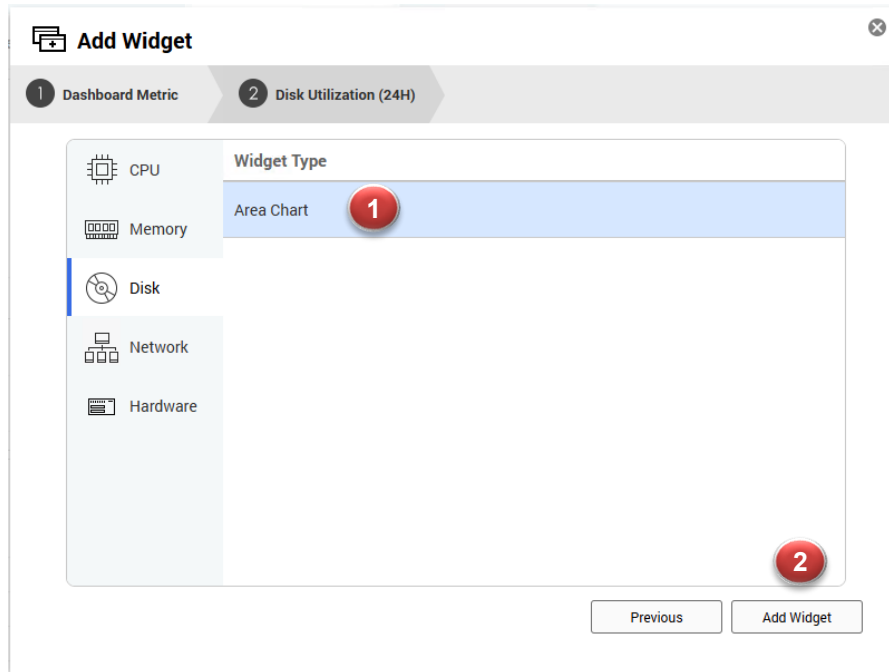 Add Widget
1 Dashboard Metric
2 Disk Utilization (24H)
CPU
Memory
Disk
Network
Hardware
Widget Type
Area Chart 1
2
Previous
Add Widget